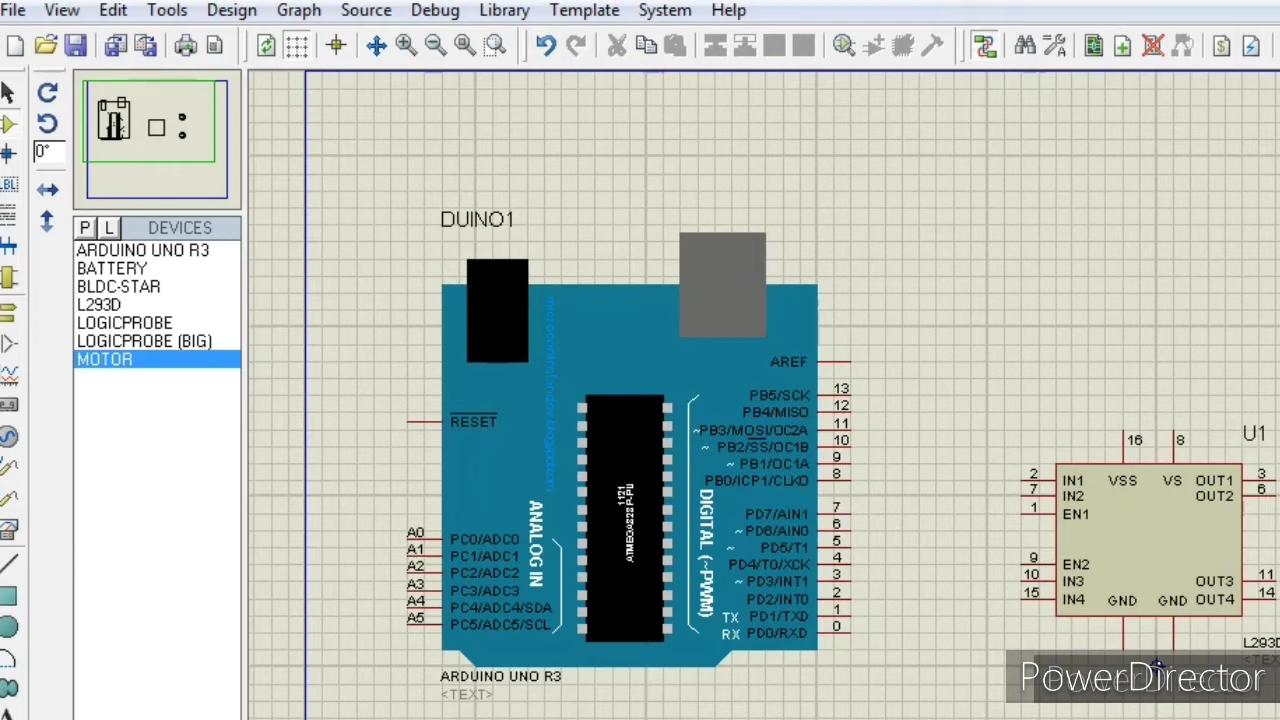 File View Edit Tools Design Graph Source Debug Library Template System Help
0°
LBL
P L DEVICES
ARDUINO UNO R3
BATTERY
BLDC-STAR
L293D
LOGICPROBE
LOGICPROBE (BIG)
MOTOR
DUINO1
AREF
RESET
PB5/SCK 13
PB4/MISO 12
~PB3/MOSI/OC2A 11
~ PB2/SS/OC1B 10
~ PB1/OC1A 9
PB0/ICP1/CLKO 8
PD7/AIN1 7
~ PD6/AIN0 6
~ PD5/T1 5
PD4/T0/XCK 4
~ PD3/INT1 3
PD2/INT0 2
TX PD1/TXD 1
RX PD0/RXD 0
DIGITAL (~PWM)
ANALOG IN
1121
ATMEGA328P-PU
A0 PC0/ADC0
A1 PC1/ADC1
A2 PC2/ADC2
A3 PC3/ADC3
A4 PC4/ADC4/SDA
A5 PC5/ADC5/SCL
ARDUINO UNO R3
<TEXT>
U1
16 8
2 IN1 VSS VS OUT1 3
7 IN2 OUT2 6
1 EN1
9 EN2
10 IN3 OUT3 11
15 IN4 GND GND OUT4 14
L293D
PowerDirector